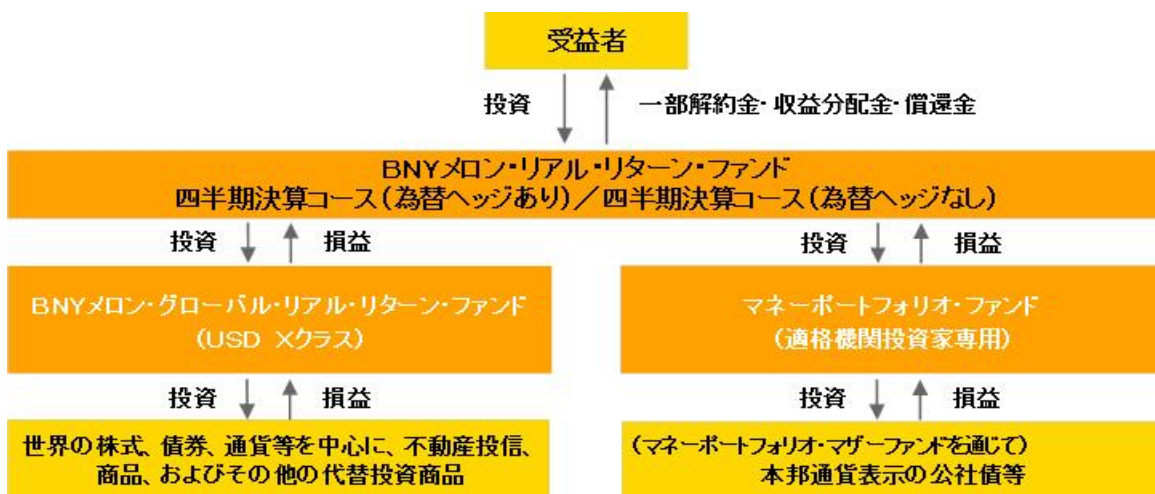 受益者
投資
一部解約金・収益分配金・償還金
BNYメロン・リアル・リターン・ファンド
四半期決算コース(為替ヘッジあり)/四半期決算コース(為替ヘッジなし)
投資 損益
投資 損益
BNYメロン・グローバル・リアル・リターン・ファンド
(USD Xクラス)
マネーポートフォリオ・ファンド
(適格機関投資家専用)
投資 損益
投資 損益
世界の株式、債券、通貨等を中心に、不動産投信、
商品、およびその他の代替投資商品
(マネーポートフォリオ・マザーファンドを通じて)
本邦通貨表示の公社債等